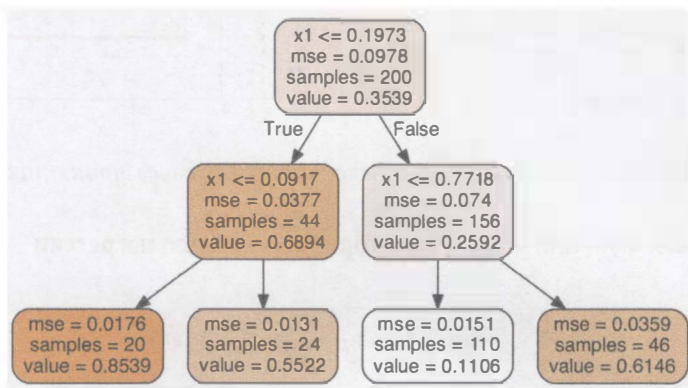 x1 <= 0.1973
mse = 0.0978
samples = 200
value = 0.3539
True
False
x1 <= 0.0917
mse = 0.0377
samples = 44
value = 0.6894
x1 <= 0.7718
mse = 0.074
samples = 156
value = 0.2592
mse = 0.0176
samples = 20
value = 0.8539
mse = 0.0131
samples = 24
value = 0.5522
mse = 0.0151
samples = 110
value = 0.1106
mse = 0.0359
samples = 46
value = 0.6146